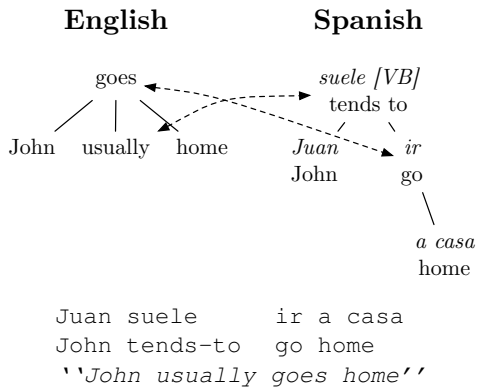 English Spanish
goes suele [VB]
tends to
John usually home Juan ir
John go
a casa
home
Juan suele ir a casa
John tends-to go home
‘‘John usually goes home’’